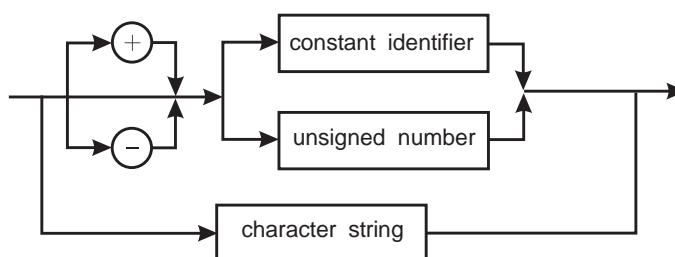 +
constant identifier
unsigned number
−
character string